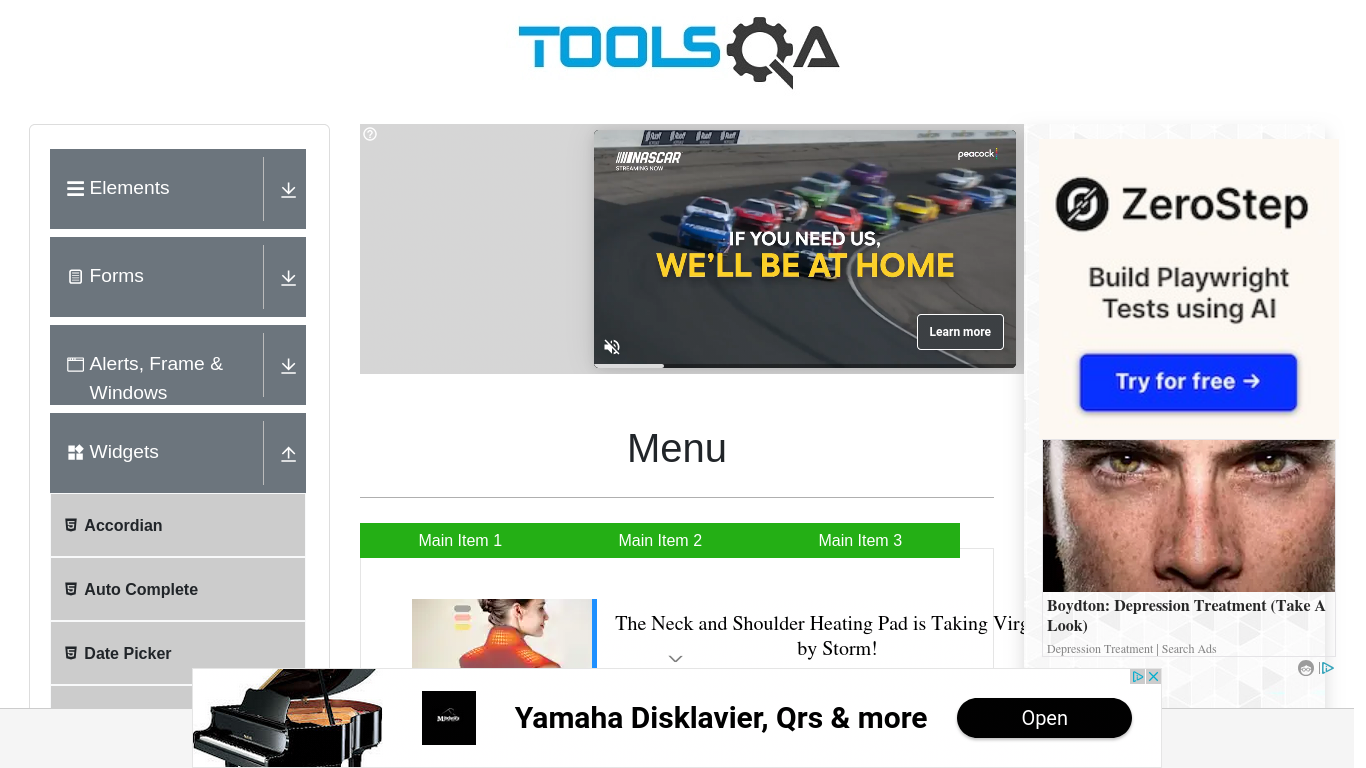 TOOLSQA
Elements
Forms
Alerts, Frame &
Windows
Widgets
Accordian
Auto Complete
Date Picker
NASCAR
STREAMING NOW
peacock
IF YOU NEED US,
WE'LL BE AT HOME
Learn more
Menu
Main Item 1
Main Item 2
Main Item 3
The Neck and Shoulder Heating Pad is Taking Virg
by Storm!
ZeroStep
Build Playwright
Tests using AI
Try for free →
Boydton: Depression Treatment (Take A
Look)
Depression Treatment | Search Ads
Yamaha Disklavier, Qrs & more
Open